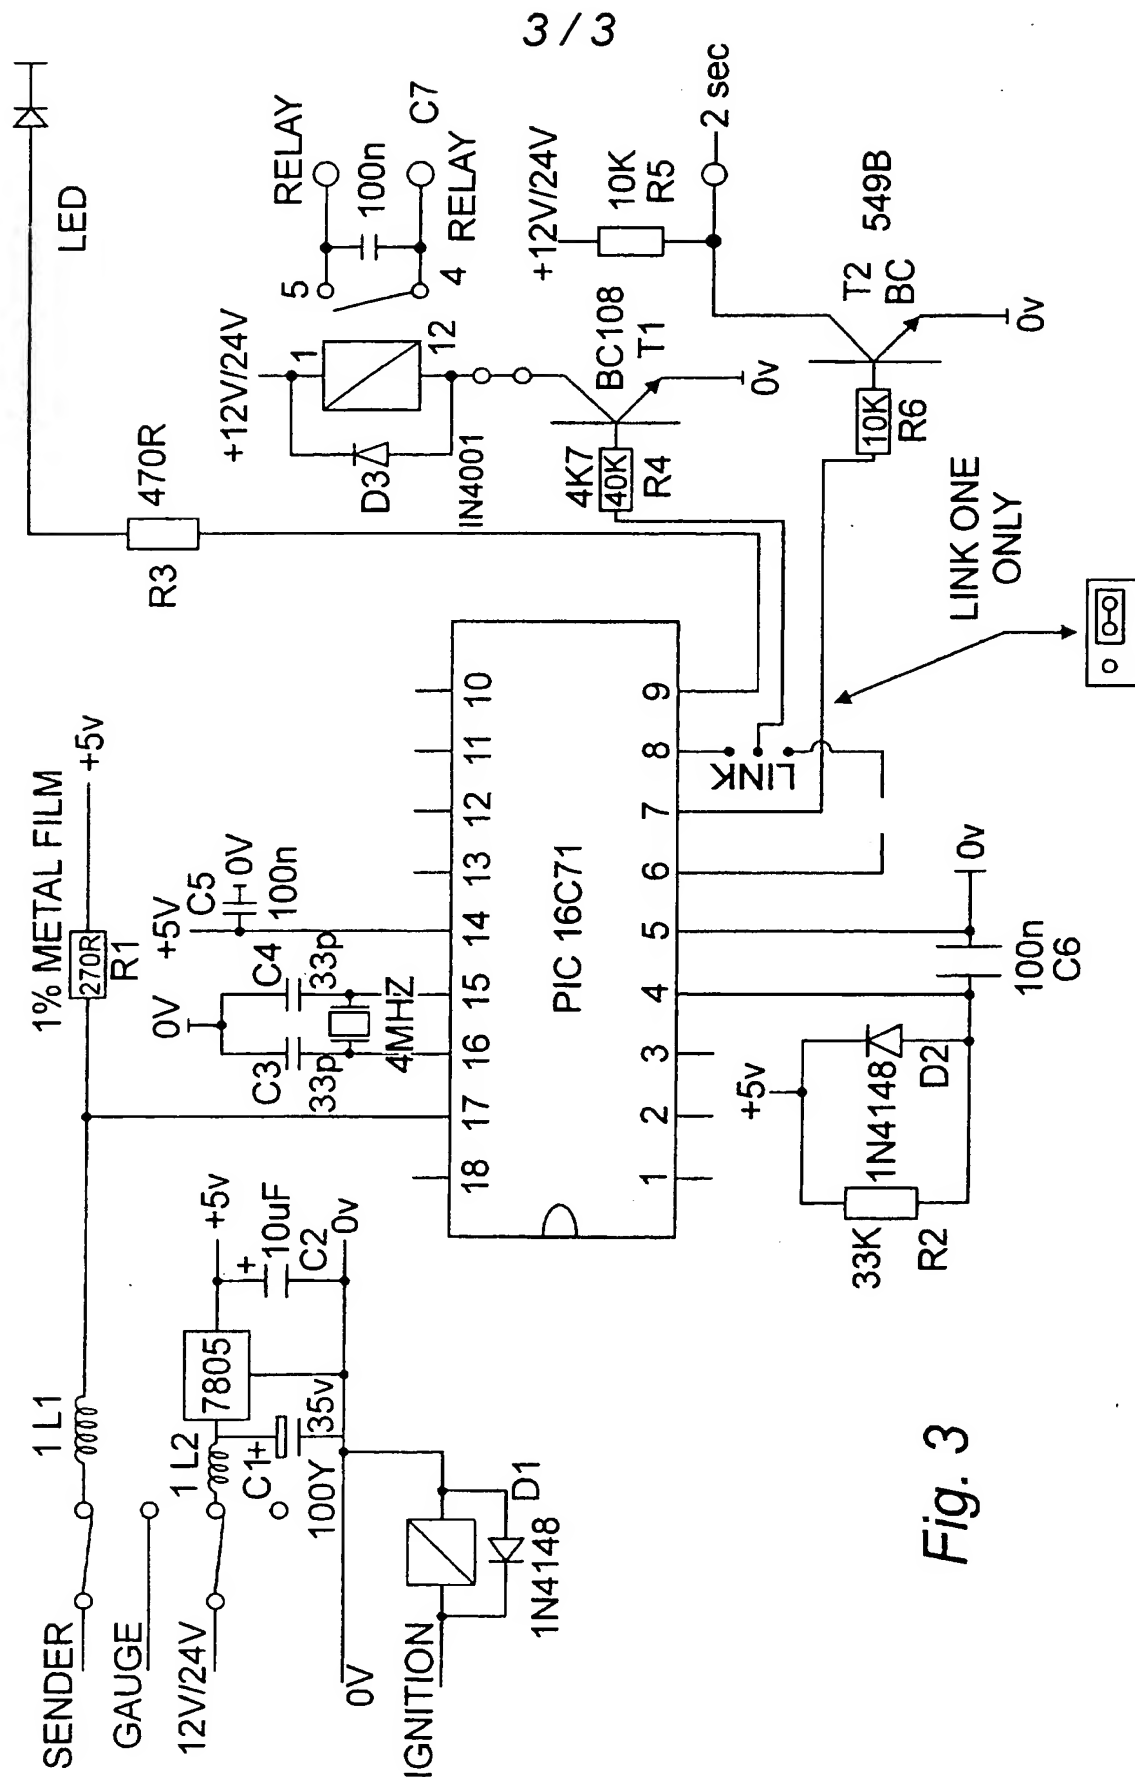 3 / 3
SENDER
GAUGE
12V/24V
0V
IGNITION
1 L1
1 L2
7805
+5v
+
10uF
C2
0v
C1
+
35v
100Y
D1
1N4148
1% METAL FILM
270R
R1
+5v
0V
C3
33p
C4
33p
4MHZ
+5V
C5
0V
100n
18
17
16
15
14
13
12
11
10
PIC 16C71
1
2
3
4
5
6
7
8
9
LINK
+5v
33K
R2
1N4148
D2
100n
C6
0v
LED
470R
R3
+12V/24V
1
12
D3
IN4001
5
4
RELAY
100n
RELAY
C7
4K7
40K
R4
BC108
T1
0v
+12V/24V
10K
R5
2 sec
T2
BC
549B
10K
R6
0v
LINK ONE
ONLY
Fig. 3